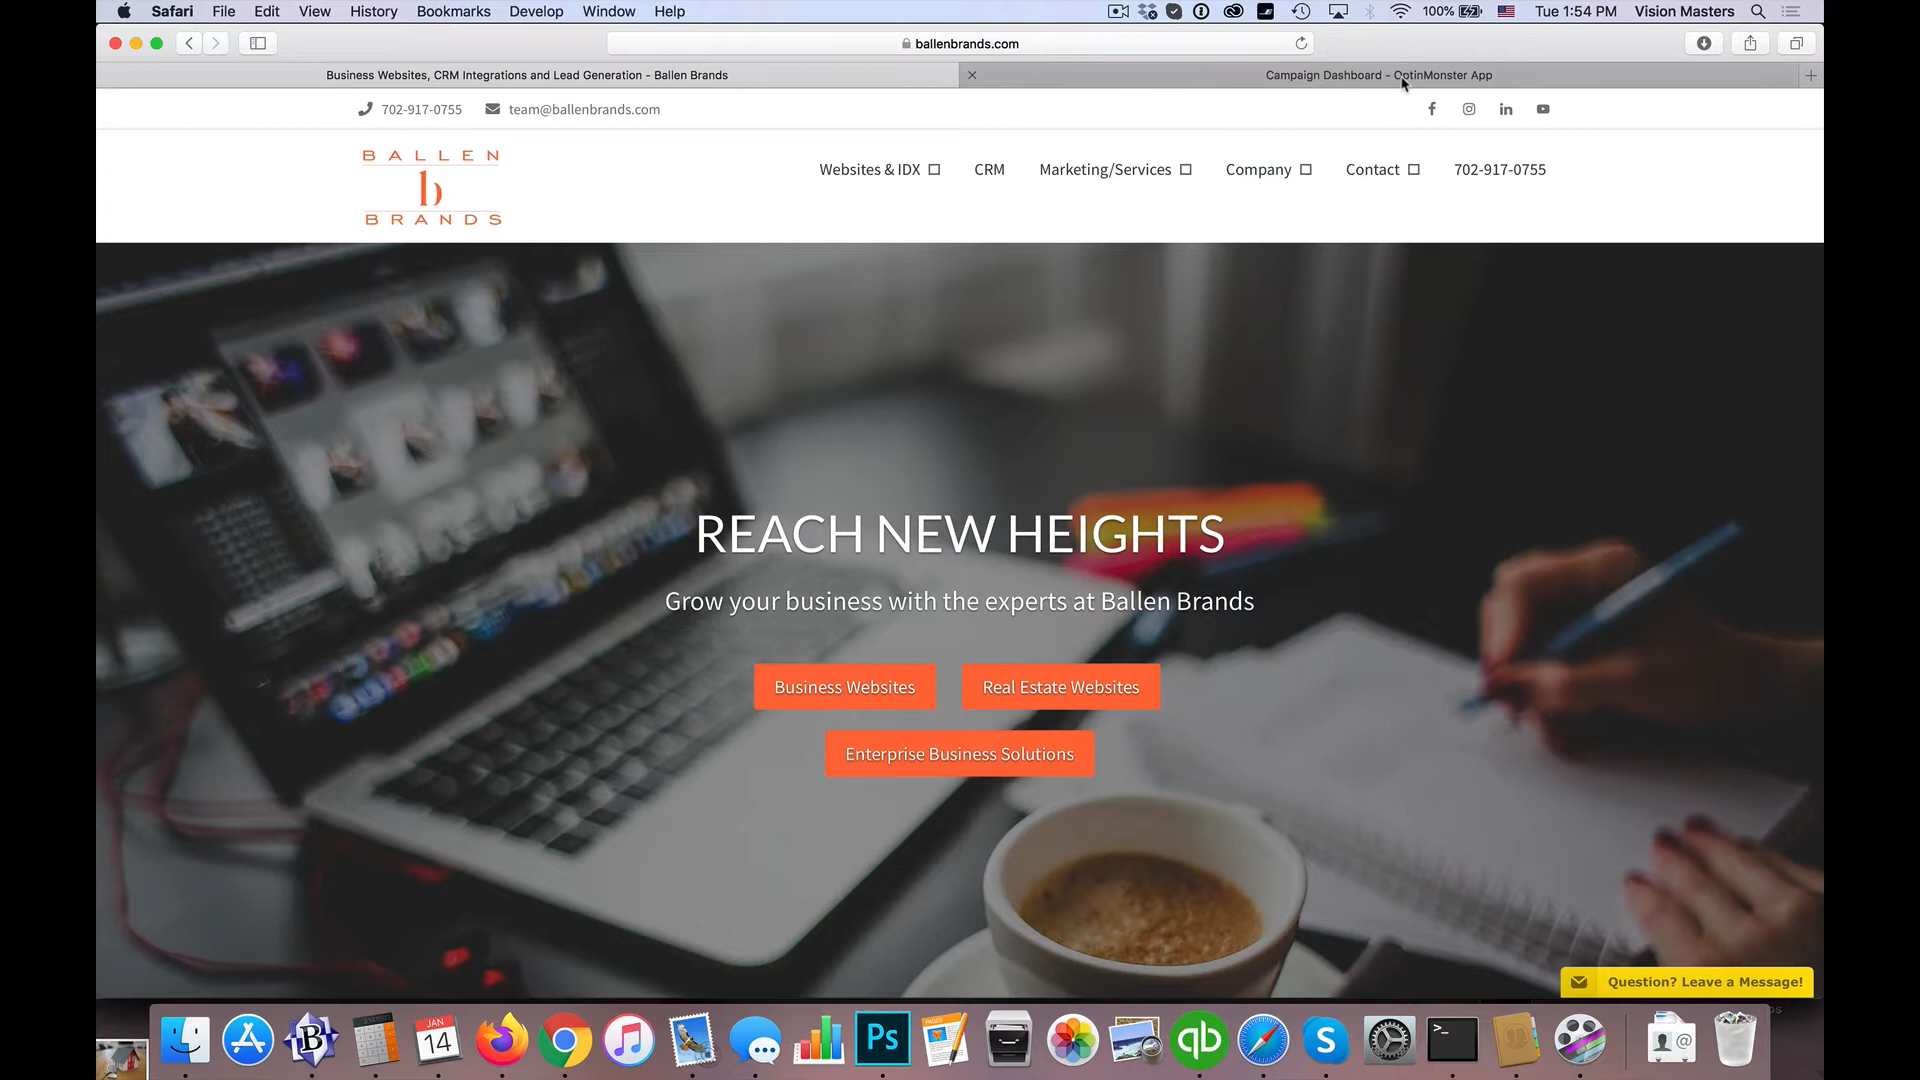 Safari File Edit View History Bookmarks Develop Window Help 100% Tue 1:54 PM Vision Masters
ballenbrands.com
Business Websites, CRM Integrations and Lead Generation - Ballen Brands
Campaign Dashboard - OptinMonster App
702-917-0755 team@ballenbrands.com
BALLEN
b
BRANDS
Websites & IDX CRM Marketing/Services Company Contact 702-917-0755
REACH NEW HEIGHTS
Grow your business with the experts at Ballen Brands
Business Websites
Real Estate Websites
Enterprise Business Solutions
Question? Leave a Message!
JAN
14
PAGES
Ps